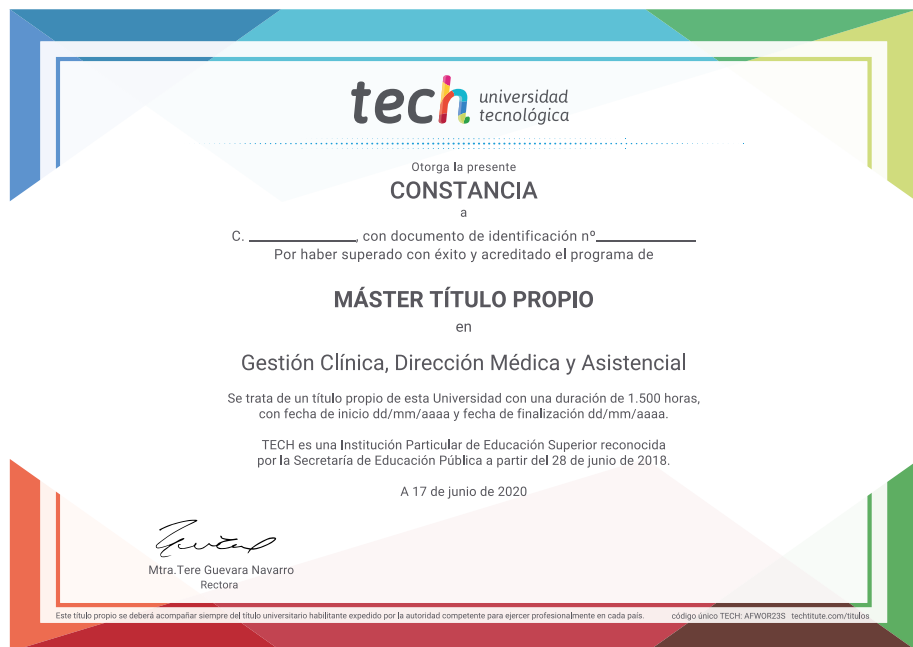 tech universidad
tecnológica
Otorga la presente
CONSTANCIA
a
C. ______________, con documento de identificación nº_____________
Por haber superado con éxito y acreditado el programa de
MÁSTER TÍTULO PROPIO
en
Gestión Clínica, Dirección Médica y Asistencial
Se trata de un título propio de esta Universidad con una duración de 1.500 horas,
con fecha de inicio dd/mm/aaaa y fecha de finalización dd/mm/aaaa.
TECH es una Institución Particular de Educación Superior reconocida
por la Secretaría de Educación Pública a partir del 28 de junio de 2018.
A 17 de junio de 2020
Mtra.Tere Guevara Navarro
Rectora
Este título propio se deberá acompañar siempre del título universitario habilitante expedido por la autoridad competente para ejercer profesionalmente en cada país. código único TECH: AFWOR23S techtitute.com/títulos